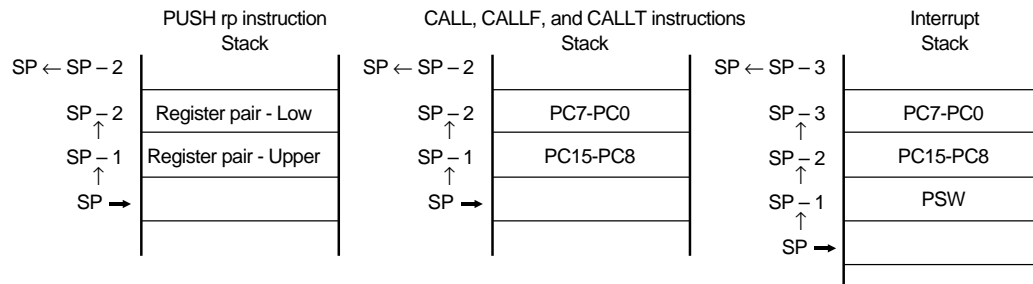 PUSH rp instruction
Stack
SP ← SP – 2
SP – 2
Register pair - Low
↑
SP – 1
Register pair - Upper
↑
SP →
CALL, CALLF, and CALLT instructions
Stack
SP ← SP – 2
SP – 2
PC7-PC0
↑
SP – 1
PC15-PC8
↑
SP →
Interrupt
Stack
SP ← SP – 3
SP – 3
PC7-PC0
↑
SP – 2
PC15-PC8
↑
SP – 1
PSW
↑
SP →